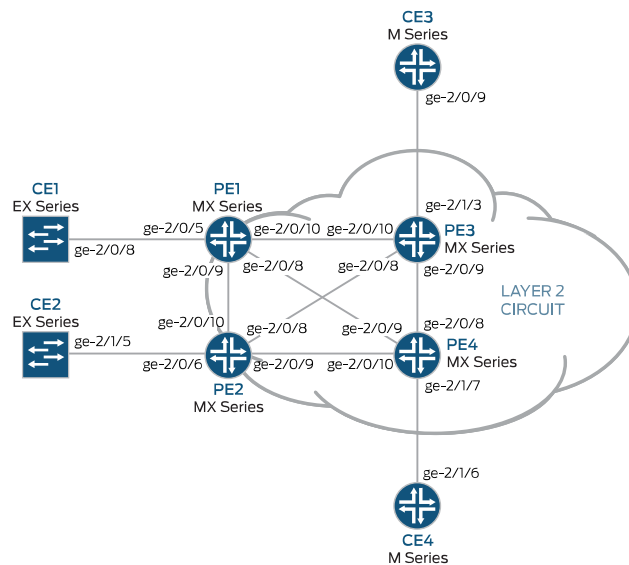 CE3
M Series
ge-2/0/9
CE1
EX Series
PE1
MX Series
ge-2/1/3
ge-2/0/5
ge-2/0/10
ge-2/0/10
PE3
MX Series
ge-2/0/8
ge-2/0/9
ge-2/0/8
ge-2/0/8
ge-2/0/9
LAYER 2
CIRCUIT
CE2
EX Series
ge-2/0/10
ge-2/0/8
ge-2/0/9
ge-2/0/8
ge-2/1/5
PE4
MX Series
ge-2/0/6
ge-2/0/9
ge-2/0/10
PE2
MX Series
ge-2/1/7
ge-2/1/6
CE4
M Series